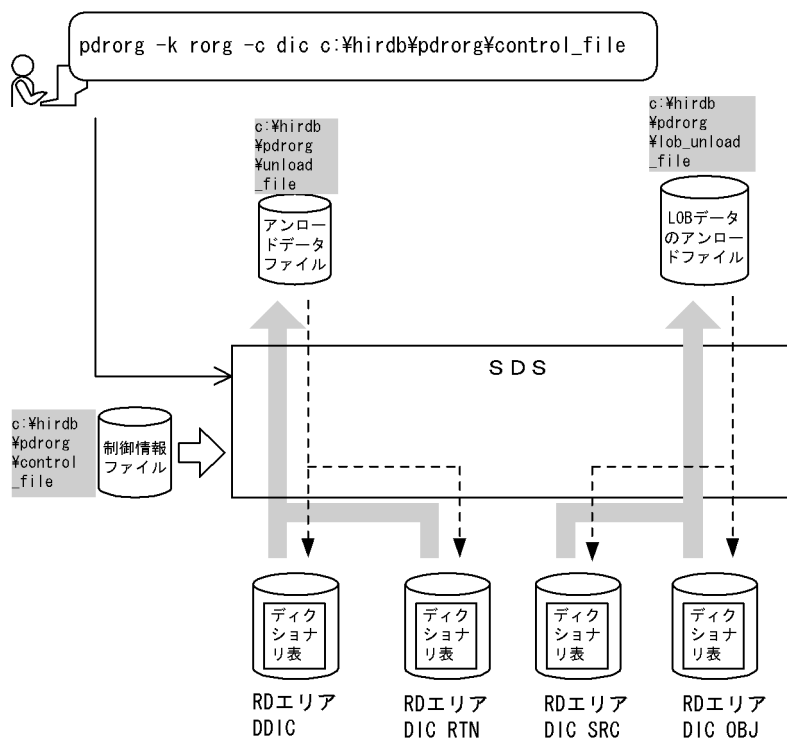 pdrorg -k rorg -c dic c:¥hirdb¥pdrorg¥control_file
c:¥hirdb
¥pdrorg
¥unload
_file
c:¥hirdb
¥pdrorg
¥lob_unload
_file
アンロー
ドデータ
ファイル
LOBデータ
のアンロー
ドファイル
SDS
c:¥hirdb
¥pdrorg
¥control
_file
制御情報
ファイル
ディク
ショナ
リ表
ディク
ショナ
リ表
ディク
ショナ
リ表
ディク
ショナ
リ表
RDエリア
DDIC
RDエリア
DIC RTN
RDエリア
DIC SRC
RDエリア
DIC OBJ